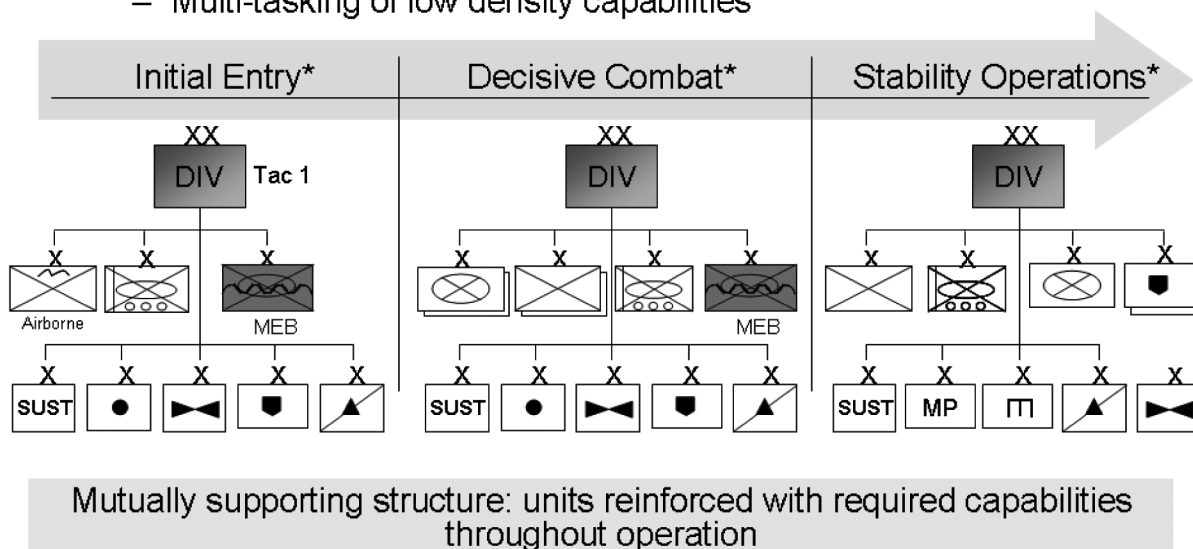 – Multi-tasking of low density capabilities
Initial Entry* Decisive Combat* Stability Operations*
XX XX XX
DIV Tac 1 DIV DIV
X X X X X X X X X X X
Airborne MEB MEB
X X X X X X X X X X X X X X X
SUST SUST SUST MP
Mutually supporting structure: units reinforced with required capabilities
throughout operation